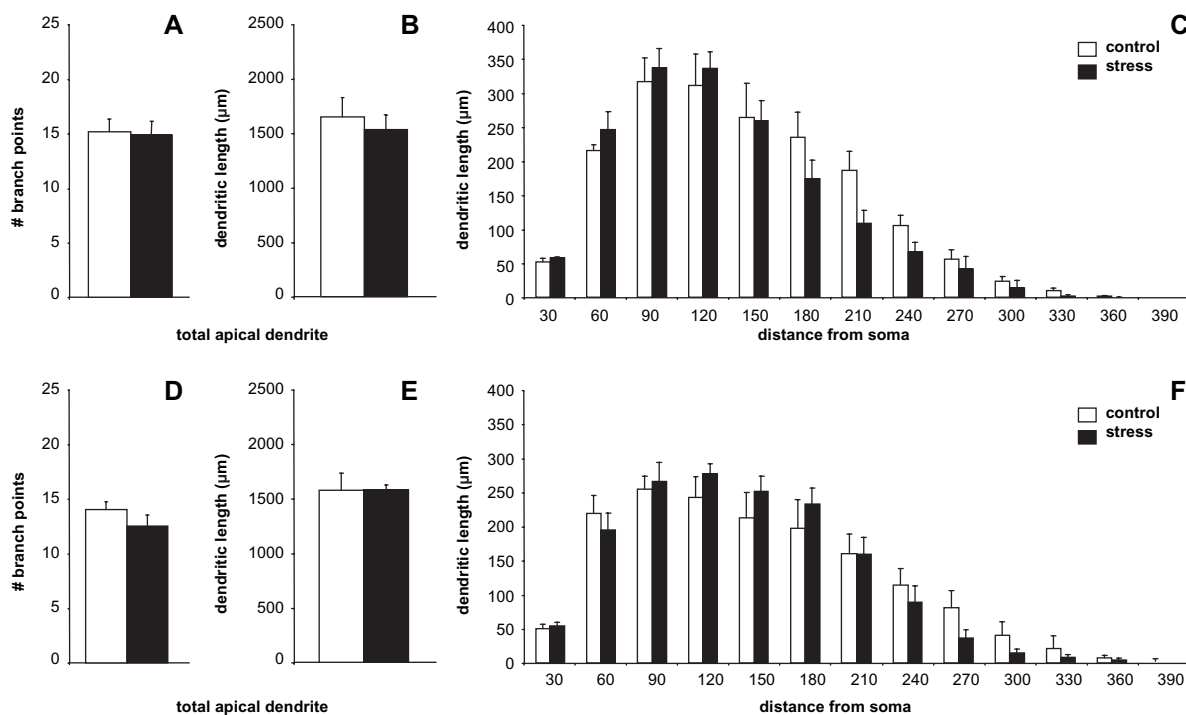 A
25
20
15
10
5
0
# branch points
B
2500
2000
1500
1000
500
0
dendritic length (µm)
total apical dendrite
C
400
350
300
250
200
150
100
50
0
dendritic length (µm)
control
stress
30 60 90 120 150 180 210 240 270 300 330 360 390
distance from soma
D
25
20
15
10
5
0
# branch points
E
2500
2000
1500
1000
500
0
dendritic length (µm)
total apical dendrite
F
400
350
300
250
200
150
100
50
0
dendritic length (µm)
control
stress
30 60 90 120 150 180 210 240 270 300 330 360 390
distance from soma